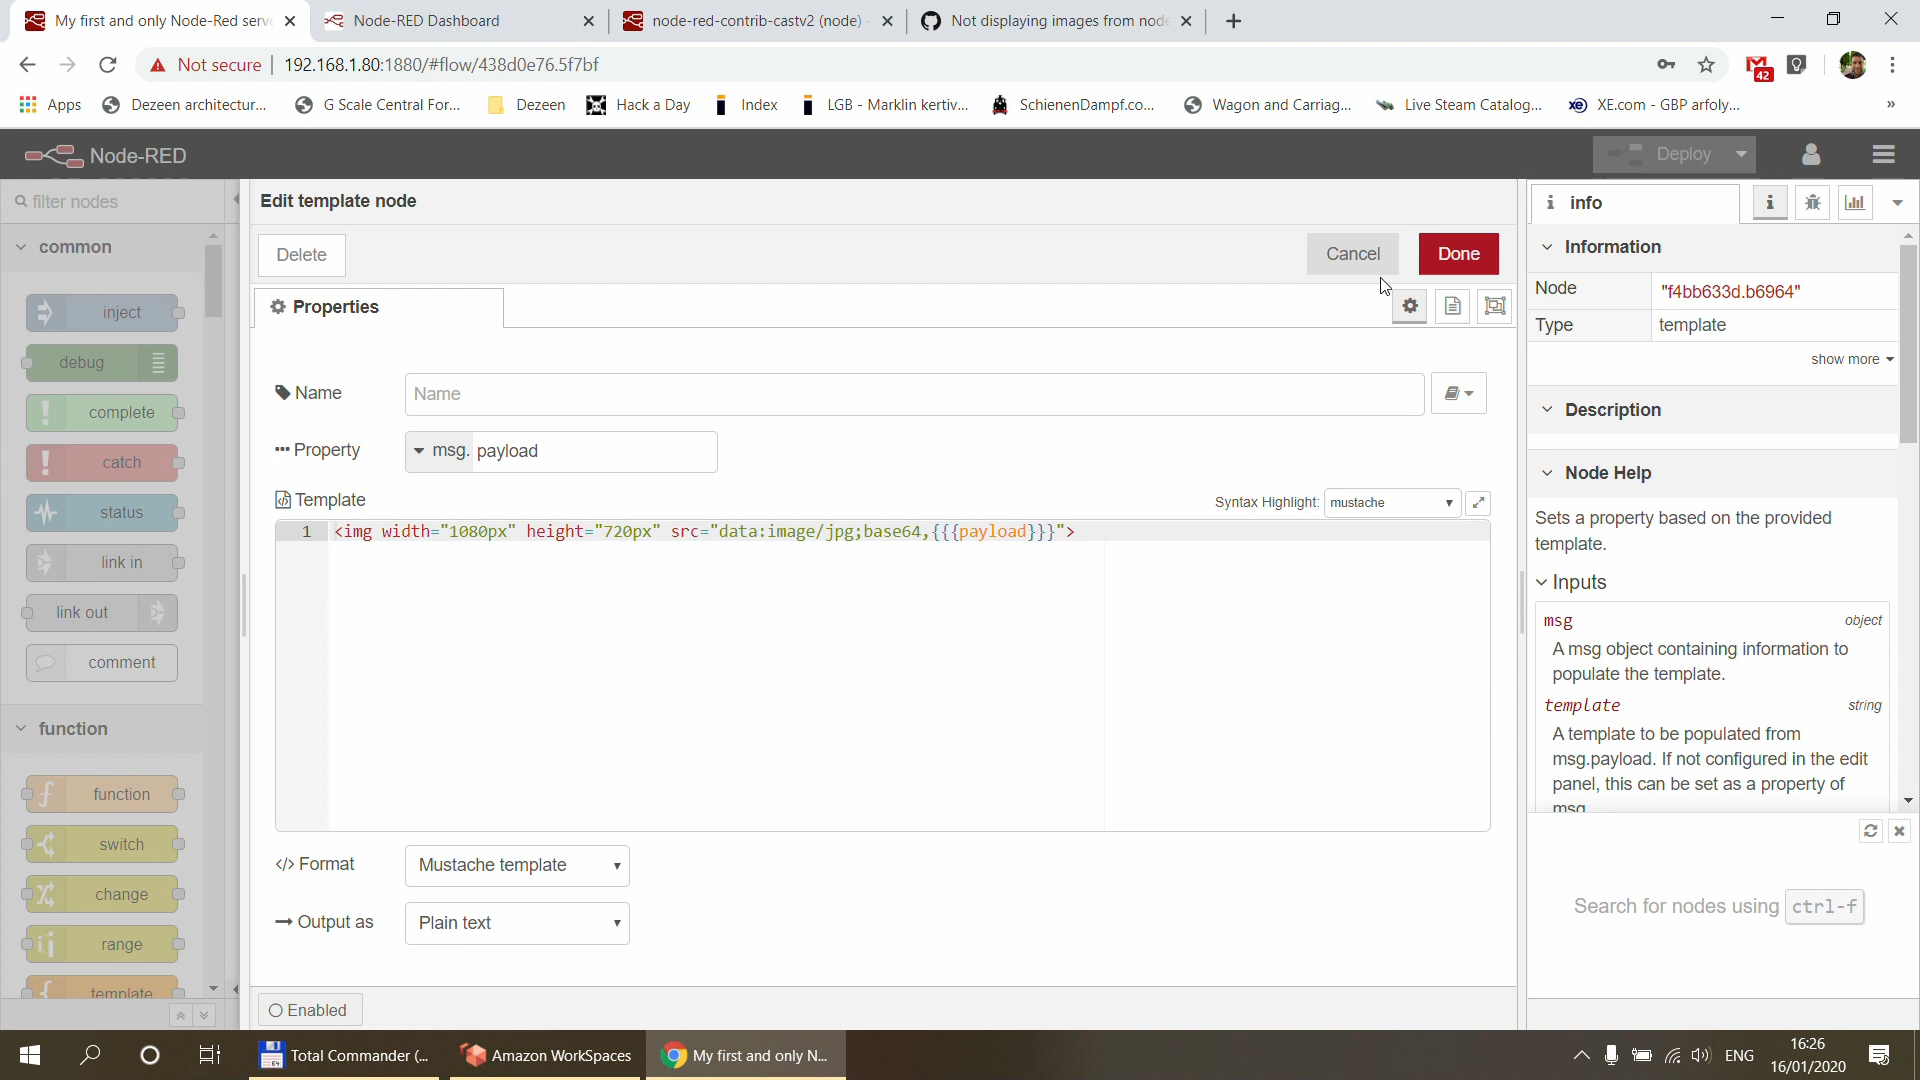 My first and only Node-Red serve
Node-RED Dashboard
node-red-contrib-castv2 (node) -
Not displaying images from node
Not secure
192.168.1.80:1880/#flow/438d0e76.5f7bf
42
Apps
Dezeen architectur...
G Scale Central For...
Dezeen
Hack a Day
Index
LGB - Marklin kertiv...
SchienenDampf.co...
Wagon and Carriag...
Live Steam Catalog...
xe
XE.com - GBP arfoly...
»
Node-RED
Deploy
filter nodes
common
inject
debug
complete
catch
status
link in
link out
comment
function
function
switch
change
range
template
Edit template node
Delete
Cancel
Done
Properties
Name
Name
Property
msg. payload
Template
Syntax Highlight: mustache
1
<img width="1080px" height="720px" src="data:image/jpg;base64,{{{payload}}}">
</> Format
Mustache template
Output as
Plain text
Enabled
info
Information
Node
"f4bb633d.b6964"
Type
template
show more
Description
Node Help
Sets a property based on the provided
template.
Inputs
msg
object
A msg object containing information to
populate the template.
template
string
A template to be populated from
msg.payload. If not configured in the edit
panel, this can be set as a property of
msg
Search for nodes using ctrl-f
Total Commander (...
Amazon WorkSpaces
My first and only N...
ENG
16:26
16/01/2020